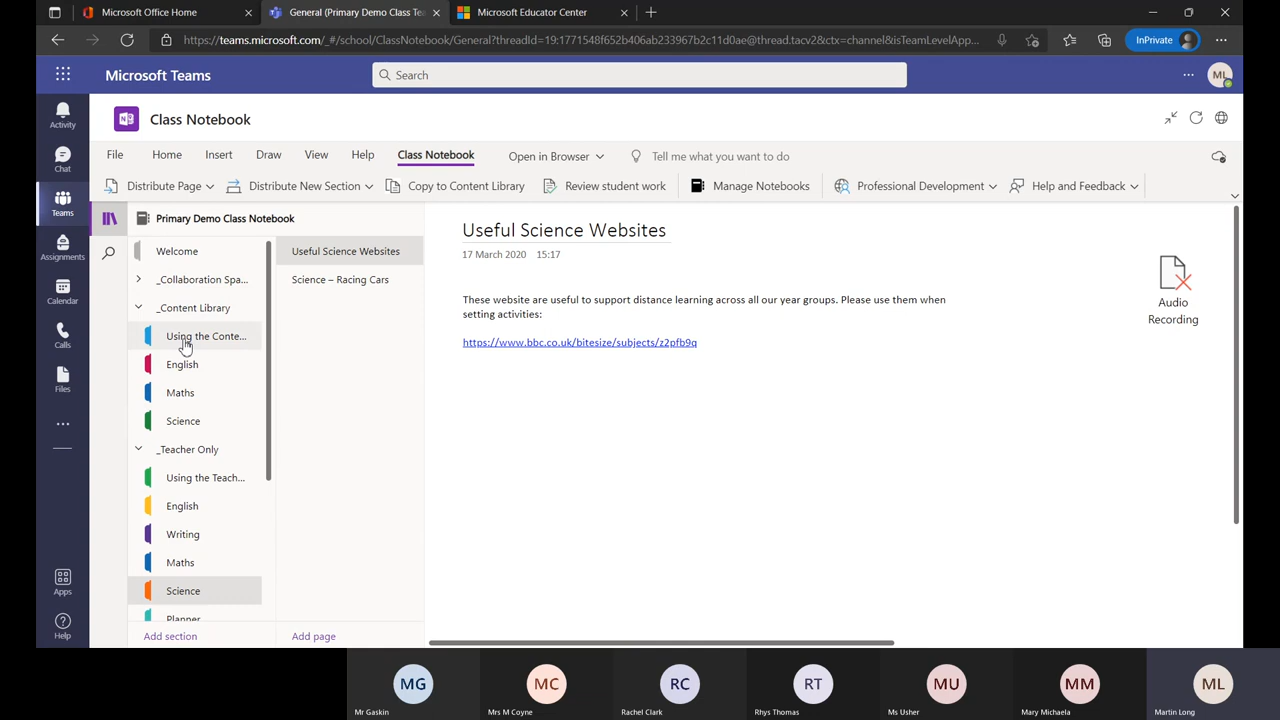 Microsoft Office Home
General (Primary Demo Class Tea
Microsoft Educator Center
https://teams.microsoft.com/_#/school/ClassNotebook/General?threadId=19:1771548f652b406ab233967b2c11d0ae@thread.tacv2&ctx=channel&isTeamLevelApp...
InPrivate
Microsoft Teams
Search
ML
Activity
Chat
Teams
Assignments
Calendar
Calls
Files
Apps
Help
Class Notebook
File
Home
Insert
Draw
View
Help
Class Notebook
Open in Browser
Tell me what you want to do
Distribute Page
Distribute New Section
Copy to Content Library
Review student work
Manage Notebooks
Professional Development
Help and Feedback
Primary Demo Class Notebook
Welcome
_Collaboration Spa...
_Content Library
Using the Conte...
English
Maths
Science
_Teacher Only
Using the Teach...
English
Writing
Maths
Science
Planner
Add section
Useful Science Websites
Science – Racing Cars
Add page
Useful Science Websites
17 March 2020 15:17
These website are useful to support distance learning across all our year groups. Please use them when
setting activities:
https://www.bbc.co.uk/bitesize/subjects/z2pfb9q
Audio
Recording
MG
Mr Gaskin
MC
Mrs M Coyne
RC
Rachel Clark
RT
Rhys Thomas
MU
Ms Usher
MM
Mary Michaela
ML
Martin Long